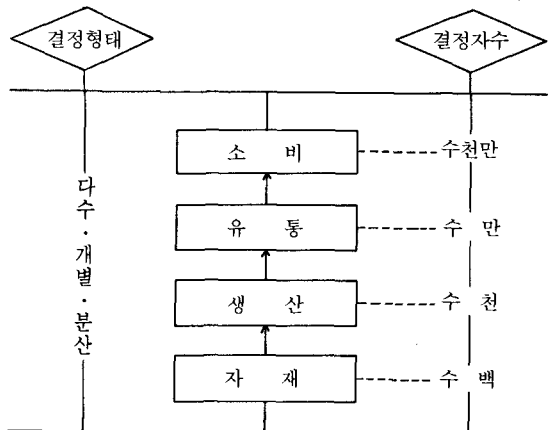 결정형태
결정자수
소 비
수천만
유 통
수 만
생 산
수 천
자 재
수 백
다수·개별·분산